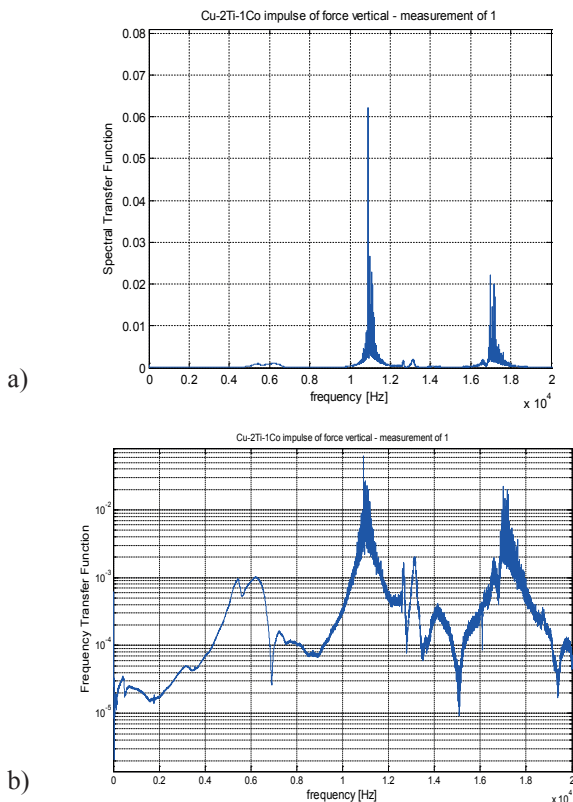 Cu-2Ti-1Co impulse of force vertical - measurement of 1
0.08
0.07
0.06
0.05
0.04
0.03
0.02
0.01
0
Spectral Transfer Function
0 0.2 0.4 0.6 0.8 1 1.2 1.4 1.6 1.8 2
frequency [Hz]
x 10^4
a)
Cu-2Ti-1Co impulse of force vertical - measurement of 1
10^-2
10^-3
10^-4
10^-5
Frequency Transfer Function
0 0.2 0.4 0.6 0.8 1 1.2 1.4 1.6 1.8 2
frequency [Hz]
x 10^4
b)